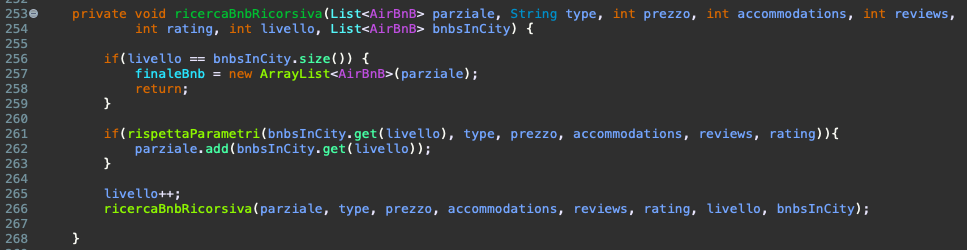 253 private void ricercaBnbRicorsiva(List<AirBnB> parziale, String type, int prezzo, int accommodations, int reviews,
254 int rating, int livello, List<AirBnB> bnbsInCity) {
255
256 if(livello == bnbsInCity.size()) {
257 finaleBnb = new ArrayList<AirBnB>(parziale);
258 return;
259 }
260
261 if(rispettaParametri(bnbsInCity.get(livello), type, prezzo, accommodations, reviews, rating)){
262 parziale.add(bnbsInCity.get(livello));
263 }
264
265 livello++;
266 ricercaBnbRicorsiva(parziale, type, prezzo, accommodations, reviews, rating, livello, bnbsInCity);
267
268 }